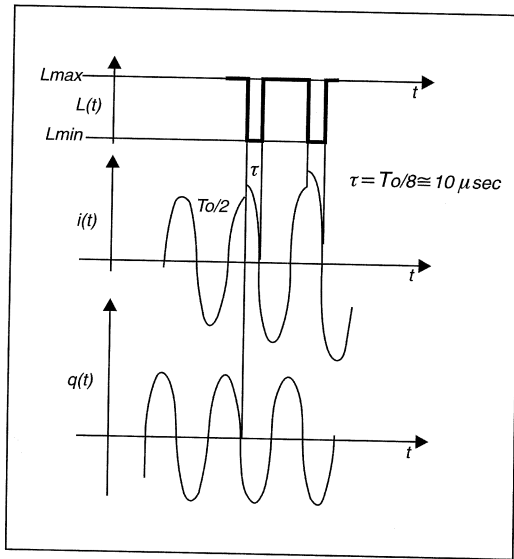 Lmax
L(t)
Lmin
t
τ
τ = To/8 ≅ 10 μsec
i(t)
To/2
t
q(t)
t